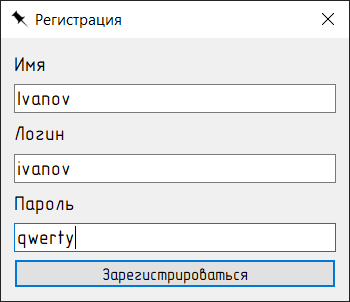 Регистрация
Имя
Ivanov
Логин
ivanov
Пароль
qwerty
Зарегистрироваться